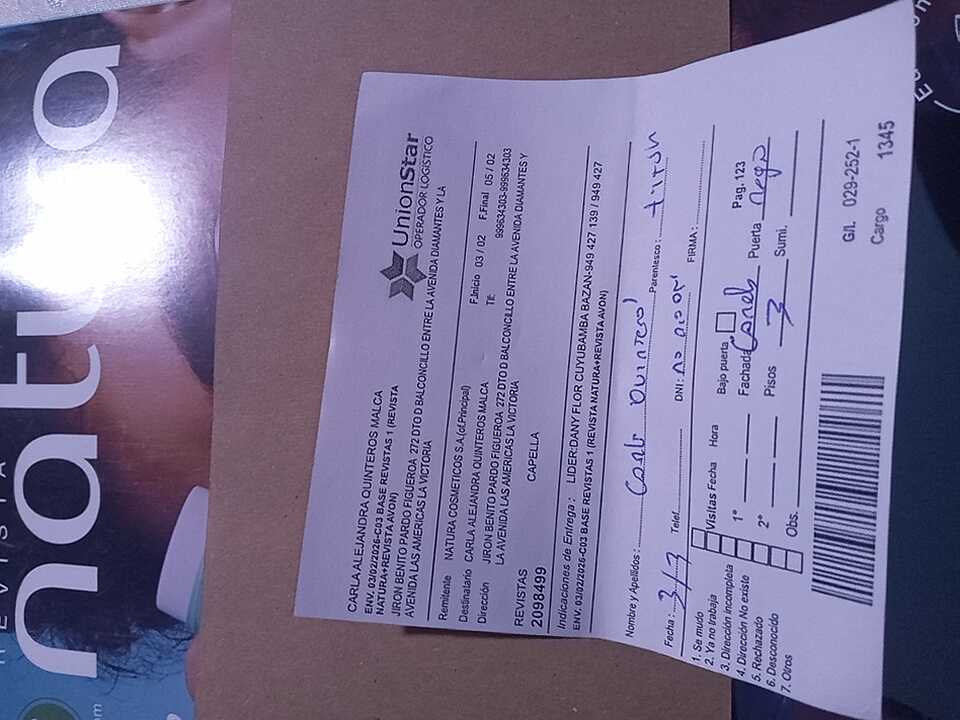 REVISTA
natura
UnionStar
OPERADOR LOGÍSTICO
CARLA ALEJANDRA QUINTEROS MALCA
ENV. 03/02/2026-C03 BASE REVISTAS 1 (REVISTA
NATURA+REVISTA AVON)
JIRON BENITO PARDO FIGUEROA 272 DTO D BALCONCILLO ENTRE LA AVENIDA DIAMANTES Y LA
AVENIDA LAS AMERICAS LA VICTORIA
Remitente NATURA COSMETICOS S.A.(of.Principal)
Destinatario CARLA ALEJANDRA QUINTEROS MALCA F.Inicio 03 / 02 F.Final 05 / 02
Dirección JIRON BENITO PARDO FIGUEROA 272 DTO D BALCONCILLO ENTRE LA AVENIDA DIAMANTES Y
LA AVENIDA LAS AMERICAS LA VICTORIA
Tlf: 999634303-999634303
REVISTAS CAPELLA
2098499
Indicaciones de Entrega : LIDER:DANY FLOR CUYUBAMBA BAZAN-949 427 139 / 949 427
ENV. 03/02/2026-C03 BASE REVISTAS 1 (REVISTA NATURA+REVISTA AVON)
Nombre y Apellidos : Quinteros Parentesco :
Fecha : 3/ Telef. DNI : no FIRMA :
1. Se mudo
2. Ya no trabaja
3. Dirección incompleta
4. Dirección No existe
5. Rechazado
6. Desconocido
7. Otros
Visitas Fecha Hora Bajo puerta Pag. 123
1° Fachada Puerta negro
2° Pisos 3 Sumi.
Obs.
G/L 029-252-1
Cargo 1345